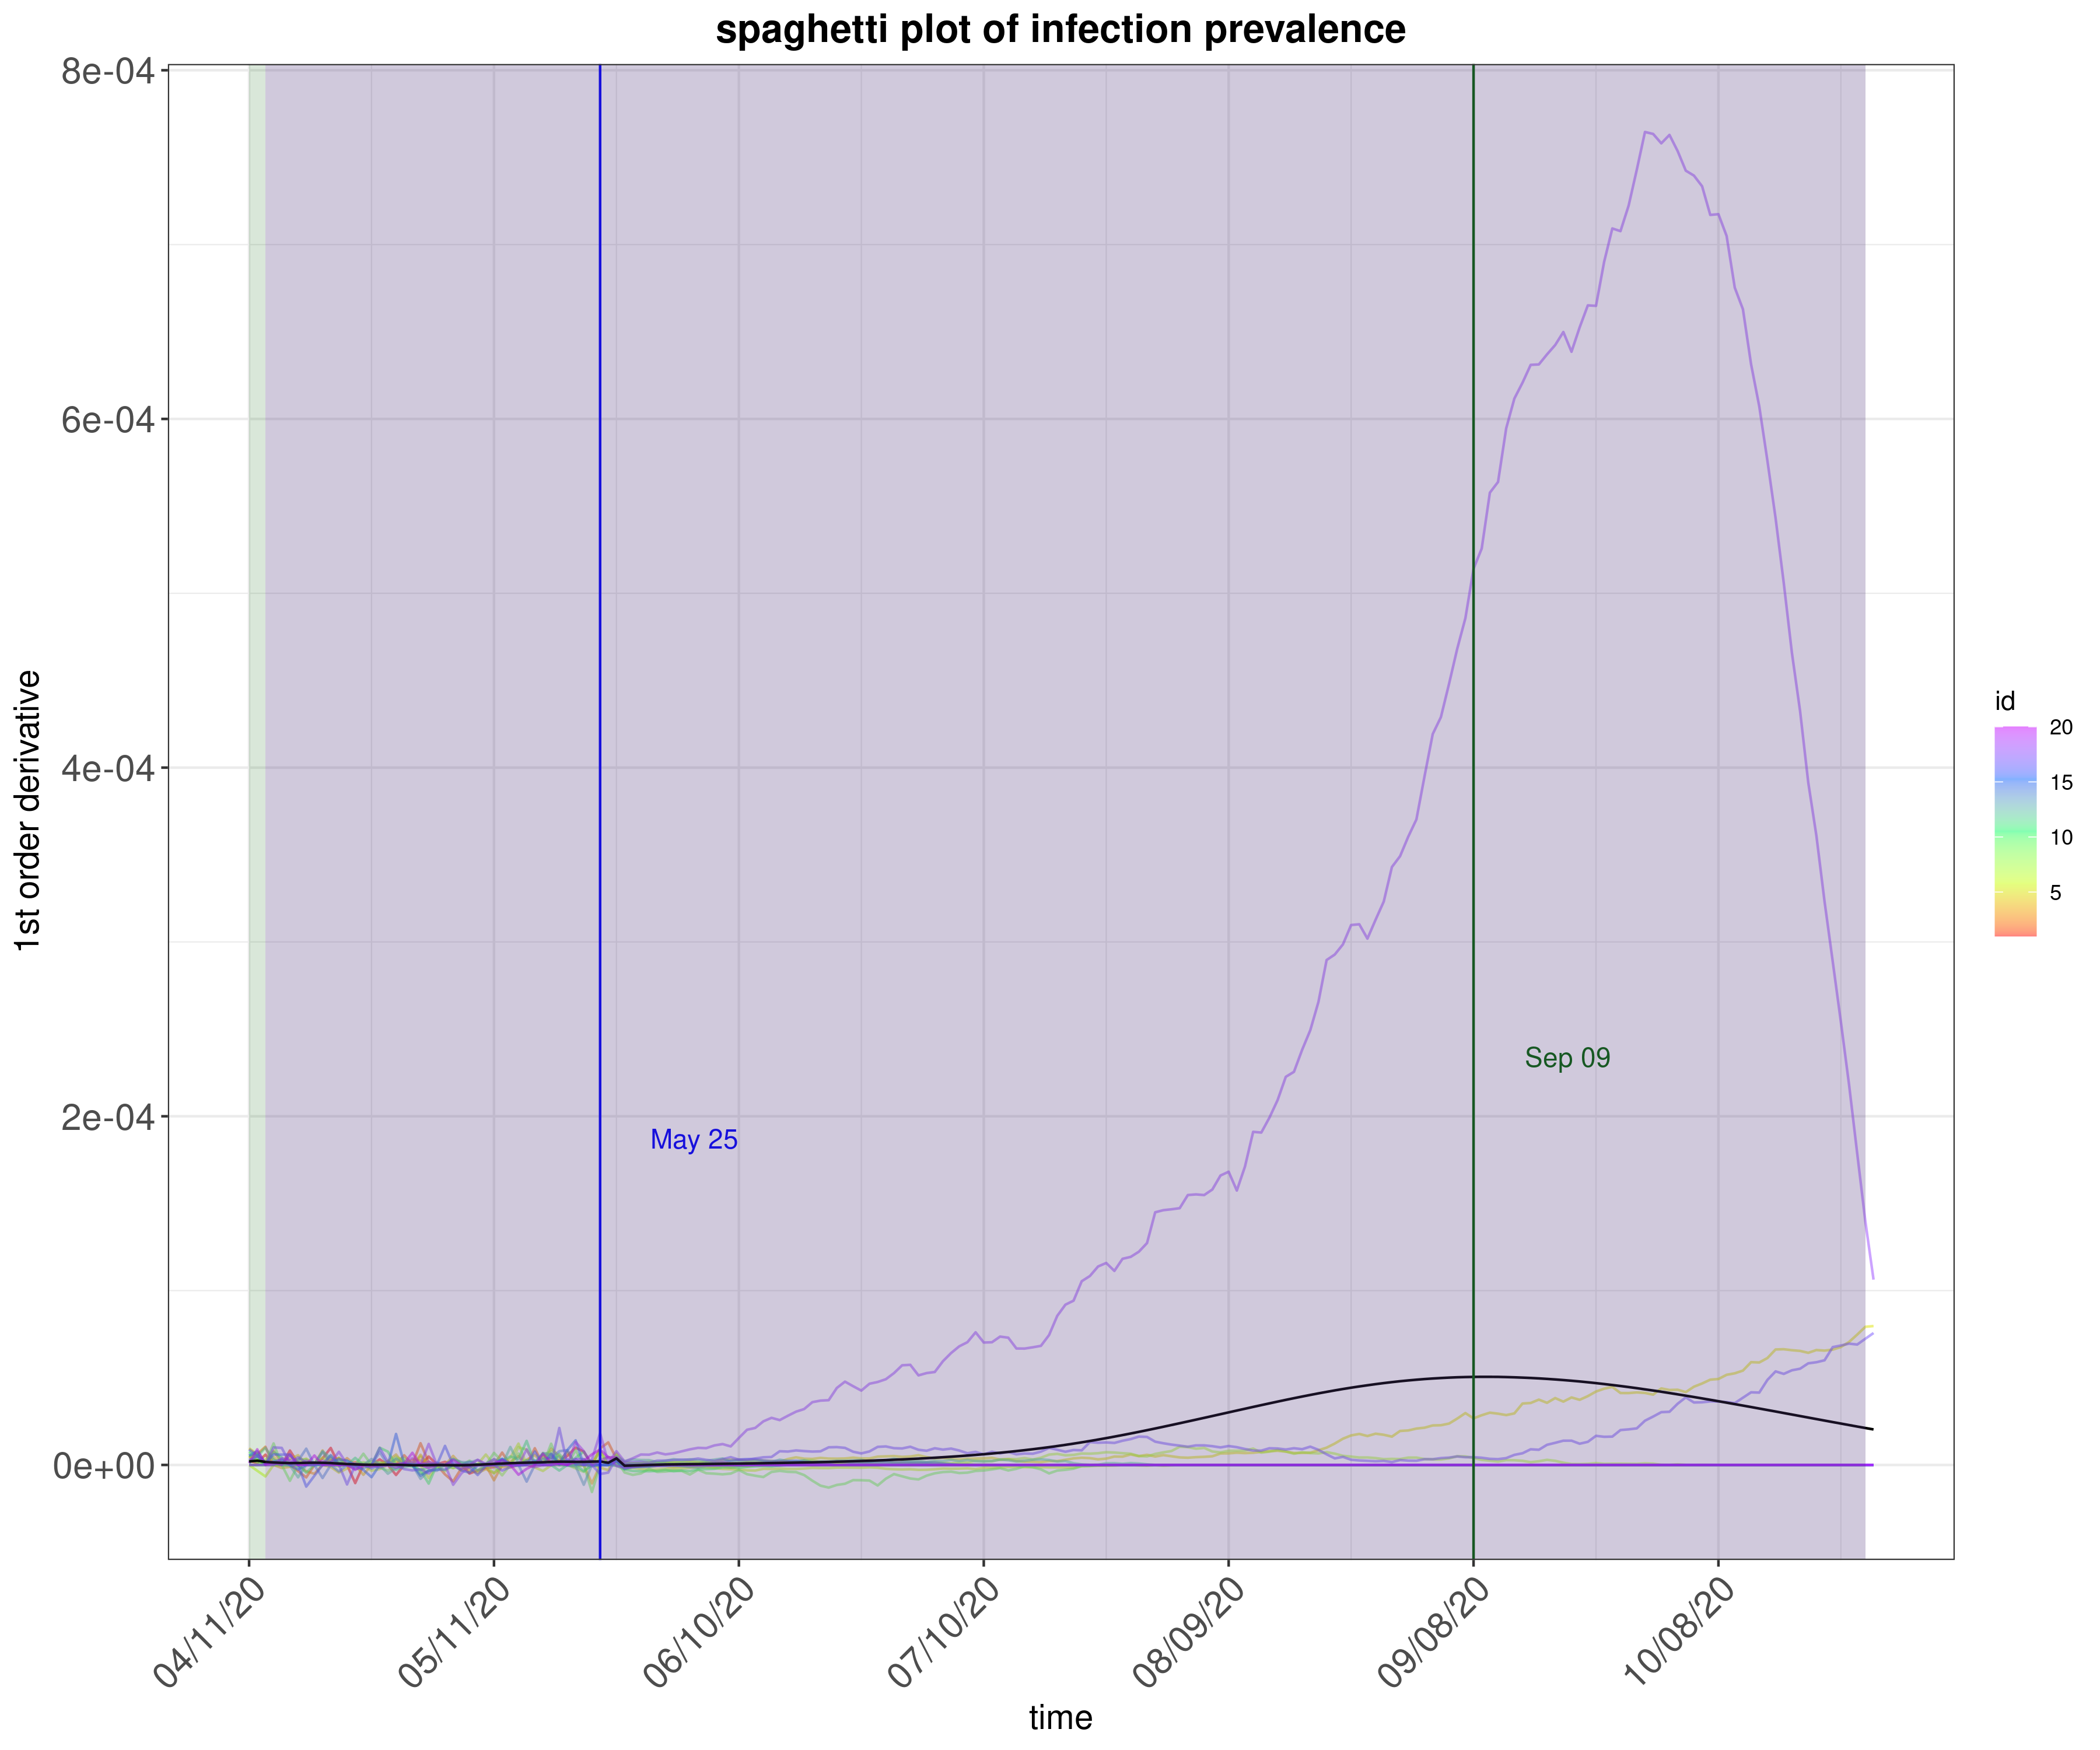 spaghetti plot of infection prevalence
8e-04
6e-04
4e-04
2e-04
0e+00
1st order derivative
May 25
Sep 09
id
20
15
10
5
04/11/20
05/11/20
06/10/20
07/10/20
08/09/20
09/08/20
10/08/20
time